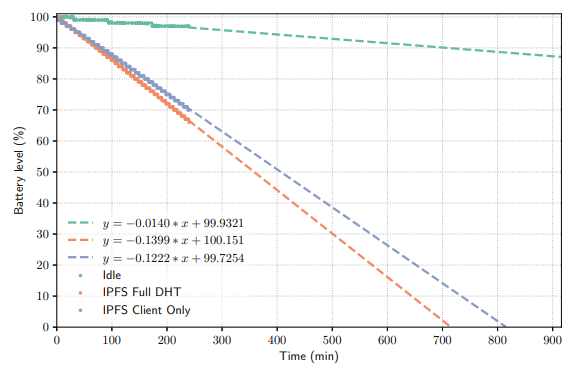 100
90
80
70
60
50
40
30
20
10
0
Battery level (%)
y = −0.0140 ∗ x + 99.9321
y = −0.1399 ∗ x + 100.151
y = −0.1222 ∗ x + 99.7254
Idle
IPFS Full DHT
IPFS Client Only
0 100 200 300 400 500 600 700 800 900
Time (min)